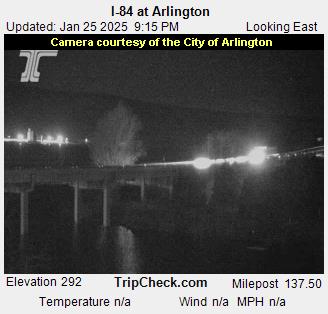 I-84 at Arlington
Updated: Jan 25 2025 9:15 PM Looking East
Camera courtesy of the City of Arlington
Elevation 292 TripCheck.com Milepost 137.50
Temperature n/a Wind n/a MPH n/a